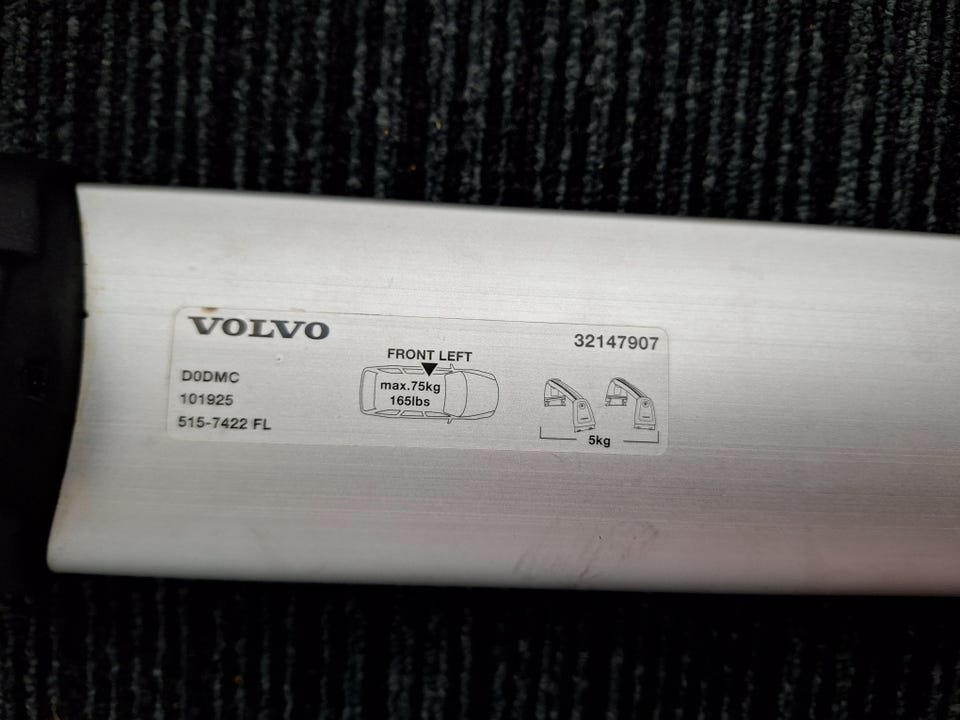 VOLVO
32147907
D0DMC
101925
515-7422 FL
FRONT LEFT
max.75kg
165lbs
5kg